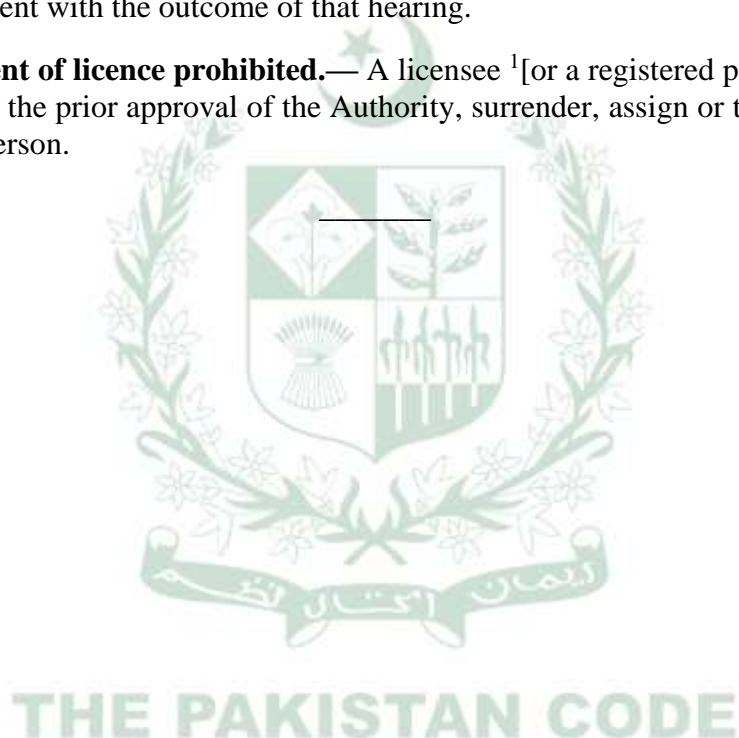 ent with the outcome of that hearing.
ent of licence prohibited.— A licensee ¹[or a registered p
the prior approval of the Authority, surrender, assign or t
erson.
THE PAKISTAN CODE